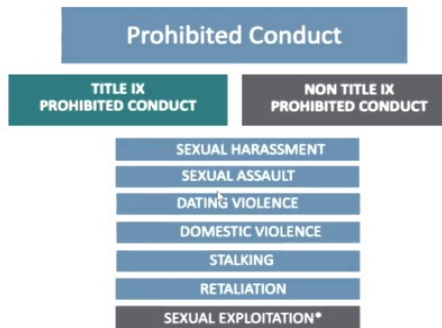 Prohibited Conduct
TITLE IX
PROHIBITED CONDUCT
NON TITLE IX
PROHIBITED CONDUCT
SEXUAL HARASSMENT
SEXUAL ASSAULT
DATING VIOLENCE
DOMESTIC VIOLENCE
STALKING
RETALIATION
SEXUAL EXPLOITATION*